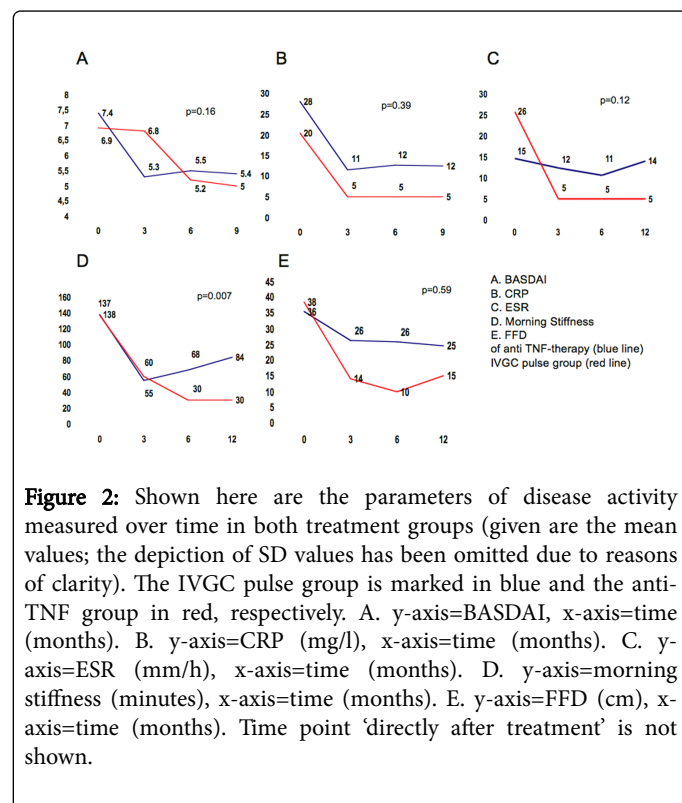 A
8
7,5
7
6,5
6
5,5
5
4,5
4
7.4
6.9
6.8
5.3
5.5
5.2
5.4
5
p=0.16
0 3 6 9
B
30
25
20
15
10
5
0
28
20
11
5
12
5
12
5
p=0.39
0 3 6 9
C
30
25
20
15
10
5
0
26
15
12
5
11
5
14
5
p=0.12
0 3 6 12
D
160
140
120
100
80
60
40
20
0
137
138
60
55
68
30
84
30
p=0.007
0 3 6 12
E
45
40
35
30
25
20
15
10
5
0
38
36
26
14
26
10
25
15
p=0.59
0 3 6 12
A. BASDAI
B. CRP
C. ESR
D. Morning Stiffness
E. FFD
of anti TNF-therapy (blue line)
IVGC pulse group (red line)
Figure 2: Shown here are the parameters of disease activity
measured over time in both treatment groups (given are the mean
values; the depiction of SD values has been omitted due to reasons
of clarity). The IVGC pulse group is marked in blue and the anti-
TNF group in red, respectively. A. y-axis=BASDAI, x-axis=time
(months). B. y-axis=CRP (mg/l), x-axis=time (months). C. y-
axis=ESR (mm/h), x-axis=time (months). D. y-axis=morning
stiffness (minutes), x-axis=time (months). E. y-axis=FFD (cm), x-
axis=time (months). Time point ‘directly after treatment’ is not
shown.